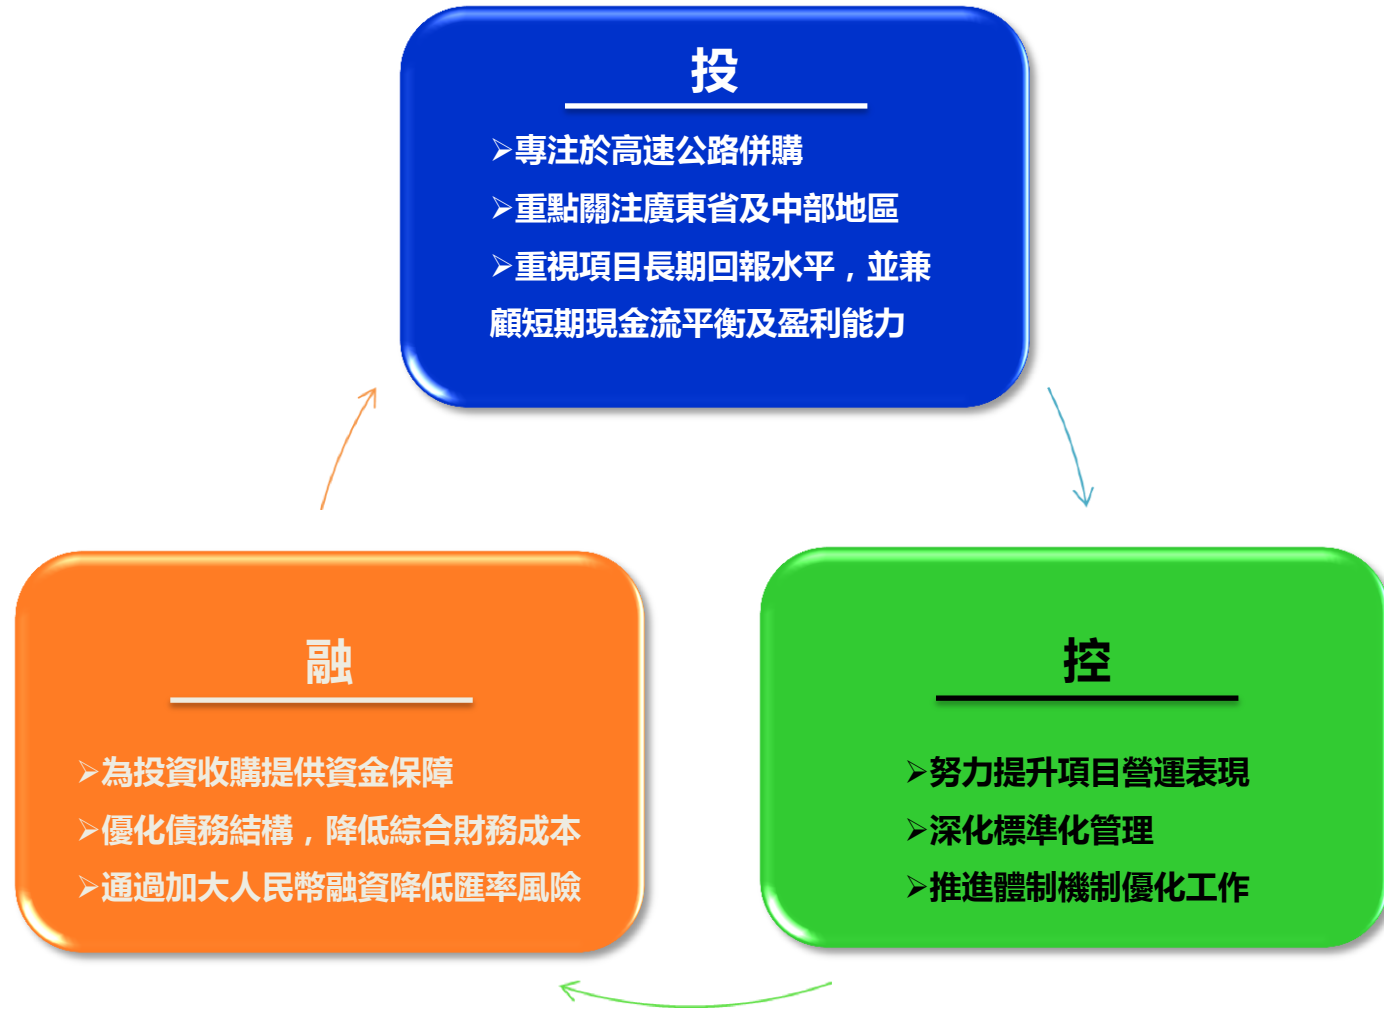 投
➢專注於高速公路併購
➢重點關注廣東省及中部地區
➢重視項目長期回報水平，並兼
顧短期現金流平衡及盈利能力
融
➢為投資收購提供資金保障
➢優化債務結構，降低綜合財務成本
➢通過加大人民幣融資降低匯率風險
控
➢努力提升項目營運表現
➢深化標準化管理
➢推進體制機制優化工作